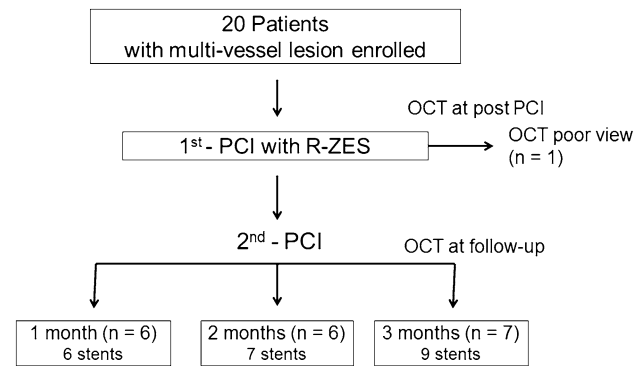 20 Patients
with multi-vessel lesion enrolled
OCT at post PCI
1st - PCI with R-ZES
OCT poor view
(n = 1)
2nd - PCI
OCT at follow-up
1 month (n = 6)
6 stents
2 months (n = 6)
7 stents
3 months (n = 7)
9 stents